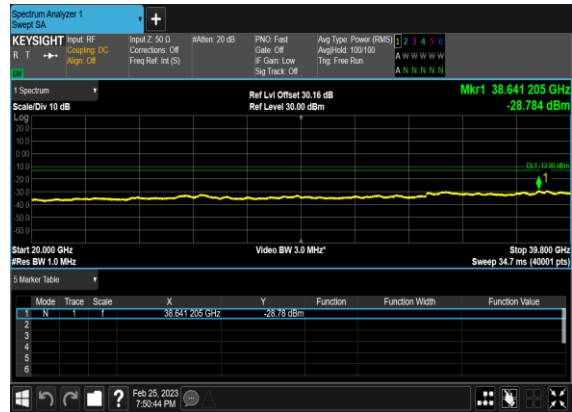 Spectrum Analyzer 1
Swept SA
KEYSIGHT Input: RF Input Z: 50 Ω #Atten: 20 dB PNO: Fast Avg Type: Power (RMS) 1 2 3 4 5 6
R T Coupling: DC Corrections: Off Gate: Off Avg|Hold: 100/100 A W W W W W
Align: Off Freq Ref: Int (S) IF Gain: Low Trig: Free Run
Sig Track: Off A N N N N N
1 Spectrum Ref Lvl Offset 30.16 dB Mkr1 38.641 205 GHz
Scale/Div 10 dB Ref Level 30.00 dBm -28.784 dBm
Log
20.0
10.0
0.00
-10.0
DL1 -13.00 dBm
-20.0
1
-30.0
-40.0
-50.0
-60.0
Start 20.000 GHz Video BW 3.0 MHz* Stop 39.800 GHz
#Res BW 1.0 MHz Sweep 34.7 ms (40001 pts)
5 Marker Table
Mode Trace Scale X Y Function Function Width Function Value
1 N 1 f 38.641 205 GHz -28.78 dBm
2
3
4
5
6
? Feb 25, 2023
7:50:44 PM